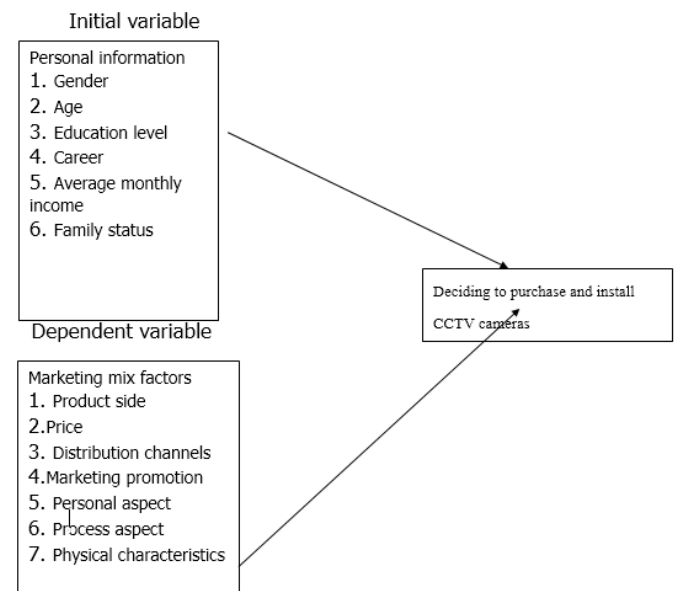 Initial variable
Personal information
1. Gender
2. Age
3. Education level
4. Career
5. Average monthly
income
6. Family status
Deciding to purchase and install
CCTV cameras
Dependent variable
Marketing mix factors
1. Product side
2.Price
3. Distribution channels
4.Marketing promotion
5. Personal aspect
6. Process aspect
7. Physical characteristics